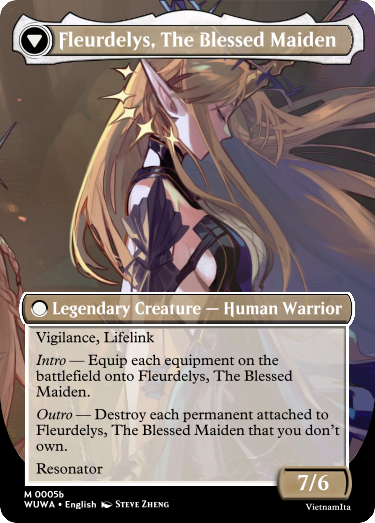 Fleurdelys, The Blessed Maiden
Legendary Creature — Human Warrior
Vigilance, Lifelink
Intro — Equip each equipment on the
battlefield onto Fleurdelys, The Blessed
Maiden.
Outro — Destroy each permanent attached to
Fleurdelys, The Blessed Maiden that you don't
own.
Resonator
7/6
M 0005b
WUWA • English Steve Zheng
VietnamIta